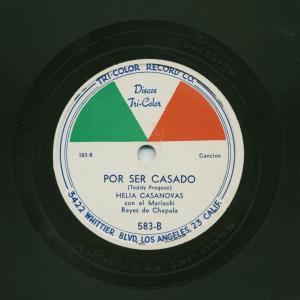 TRI-COLOR RECORD CO.
Discos
Tri-Color
583-B
Cancion
POR SER CASADO
(Teddy Fregoso)
HELIA CASANOVAS
con el Mariachi
Reyes de Chapala
583-B
3422 WHITTIER BLVD, LOS ANGELES, 23 CALIF.